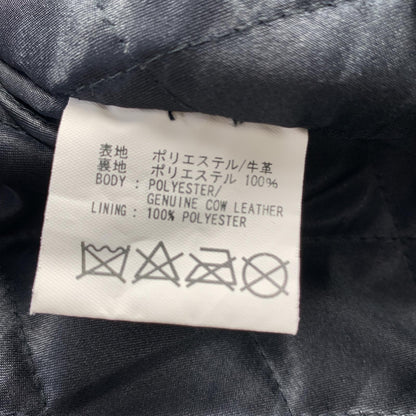 表地 ポリエステル/牛革
裏地 ポリエステル 100%
BODY : POLYESTER/
GENUINE COW LEATHER
LINING : 100% POLYESTER